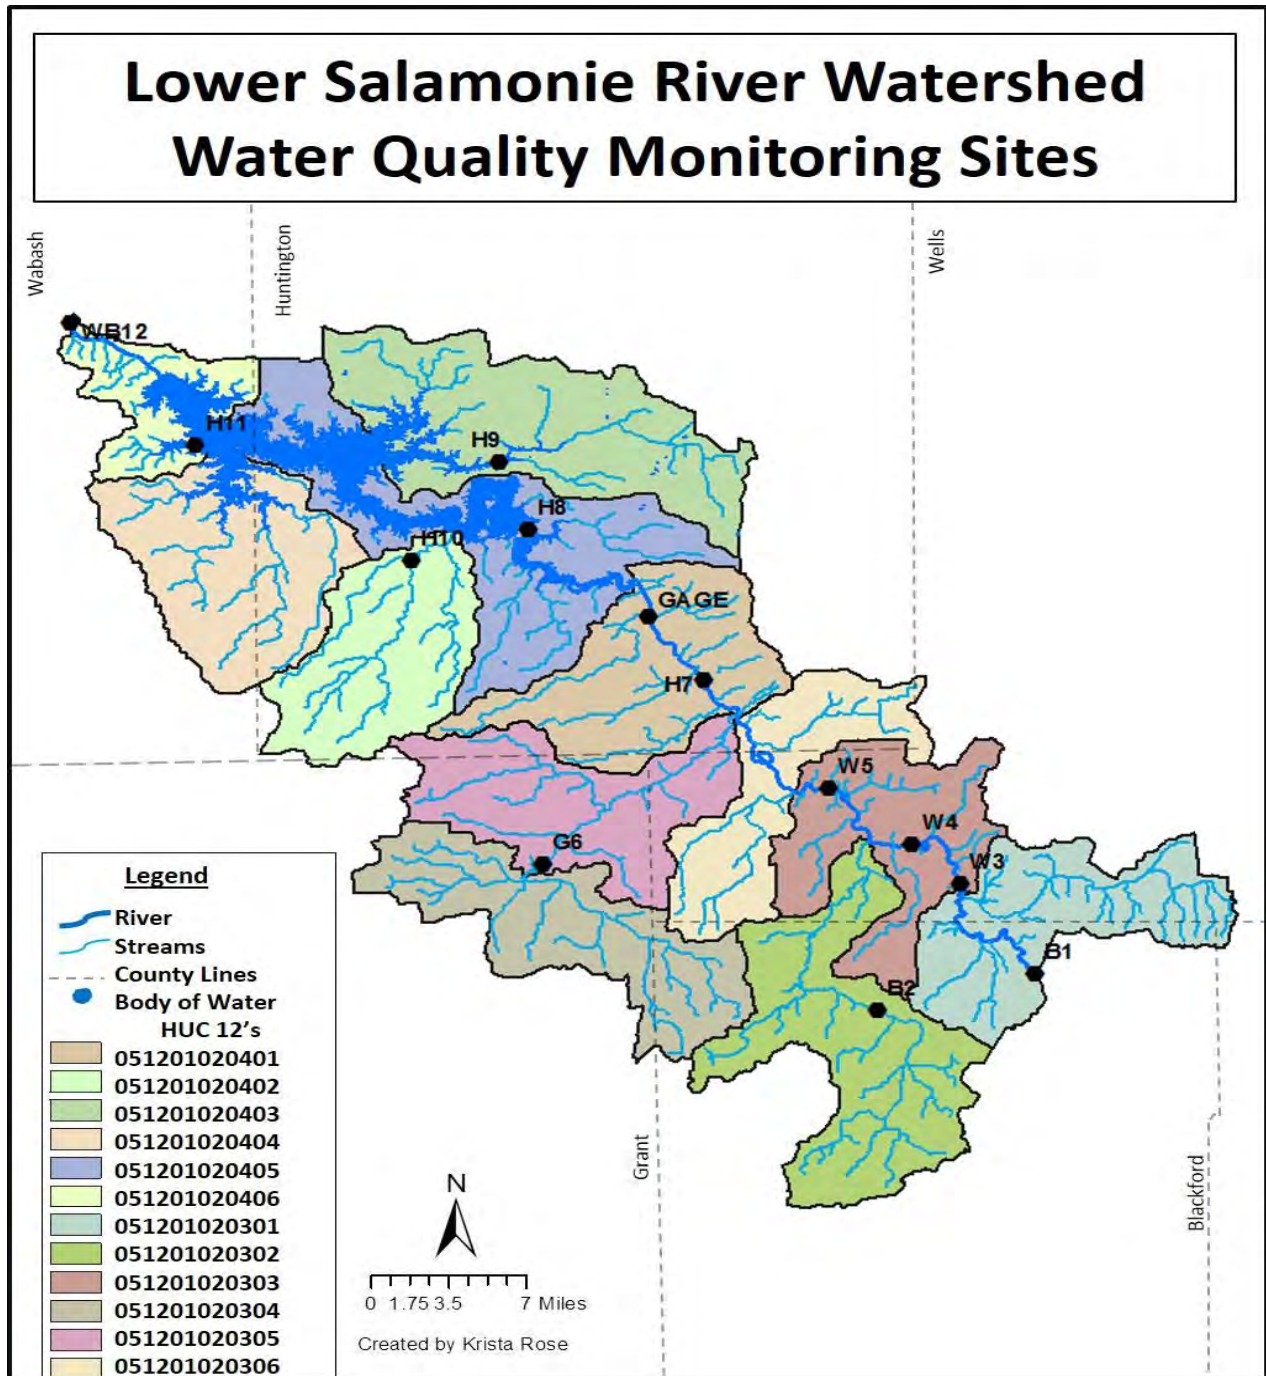 Lower Salamonie River Watershed
Water Quality Monitoring Sites
Wabash
Huntington
Wells
WB12
H11
H9
H8
H10
GAGE
H7
W5
W4
W3
G6
B1
B2
Grant
Blackford
Legend
River
Streams
County Lines
Body of Water
HUC 12's
051201020401
051201020402
051201020403
051201020404
051201020405
051201020406
051201020301
051201020302
051201020303
051201020304
051201020305
051201020306
N
0 1.75 3.5 7 Miles
Created by Krista Rose